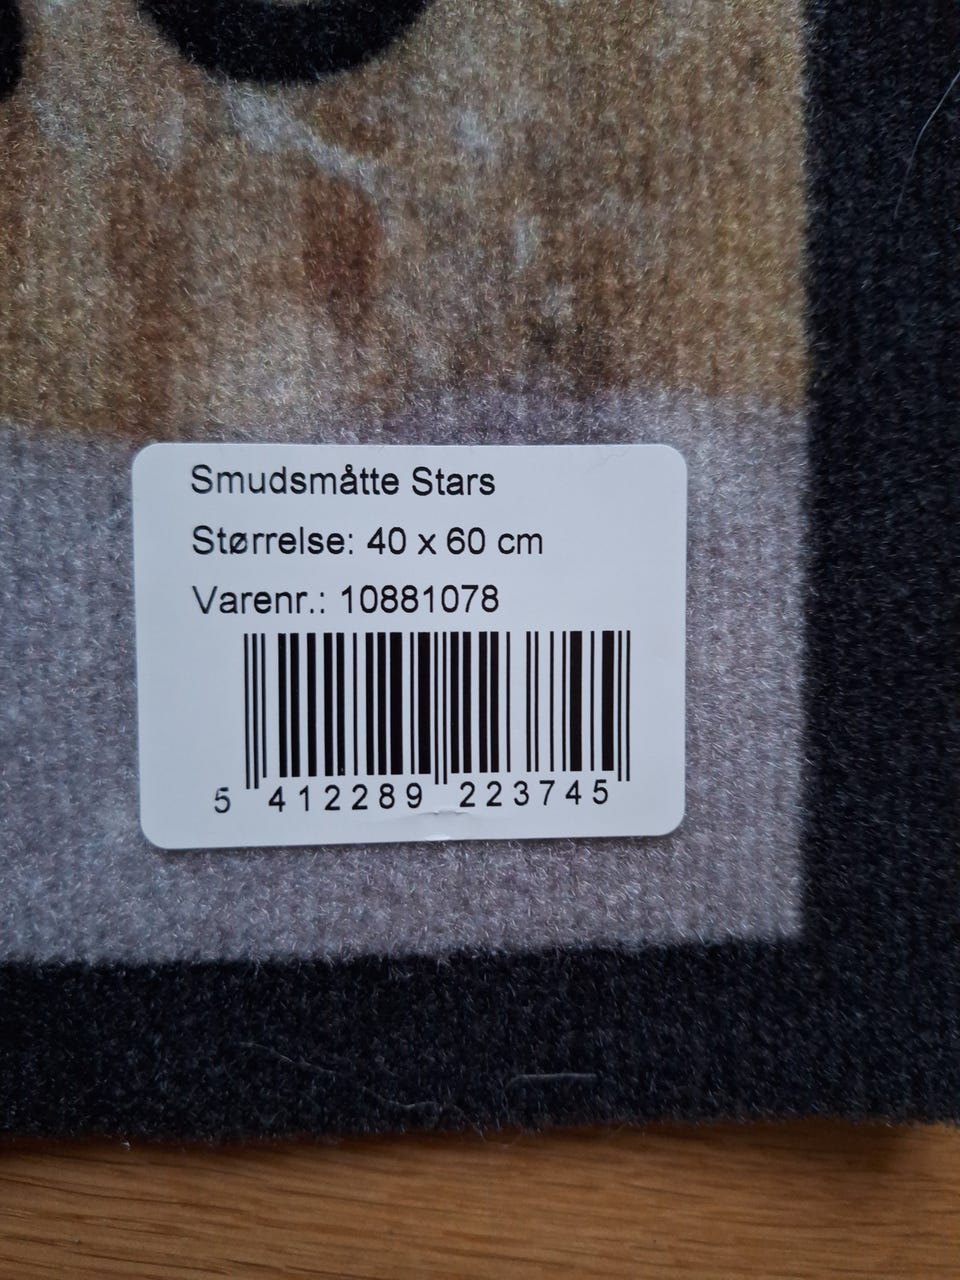 Smudsmåtte Stars
Størrelse: 40 x 60 cm
Varenr.: 10881078
5 412289 223745